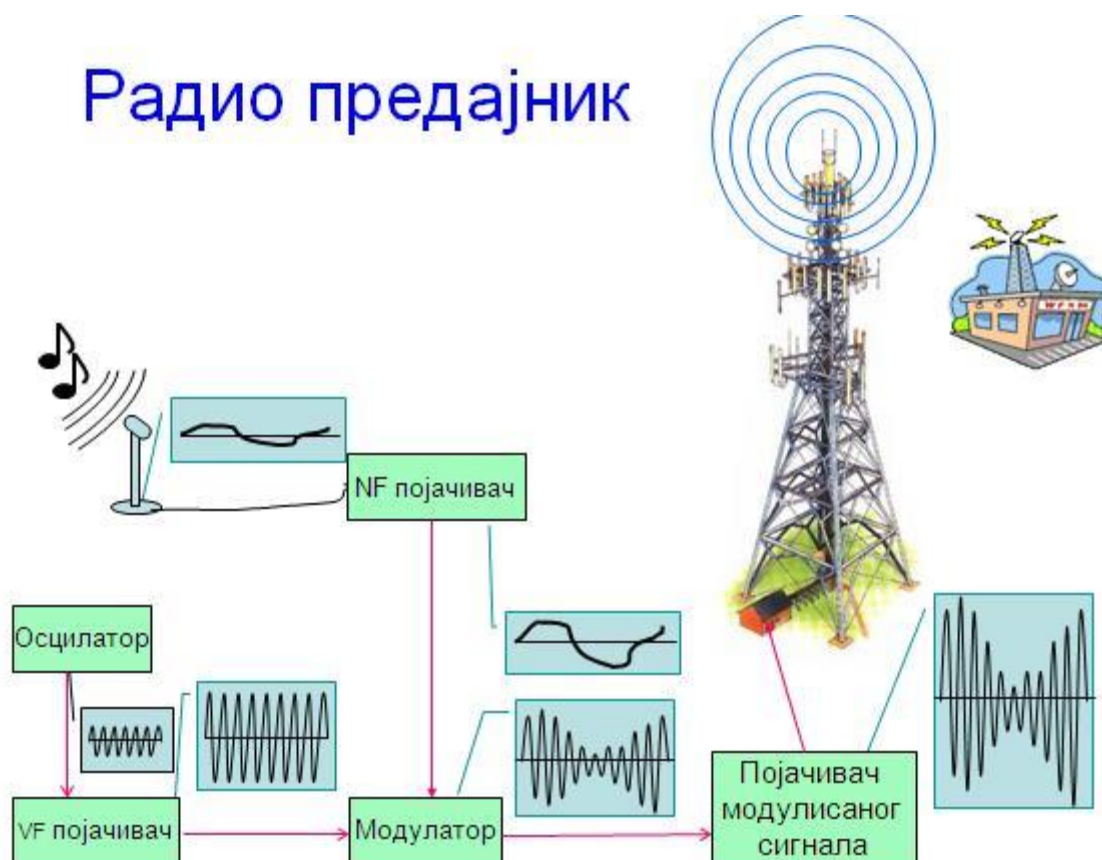 Радио предајник
NF појачивач
Осцилатор
VF појачивач
Модулатор
Појачивач
модулисаног
сигнала